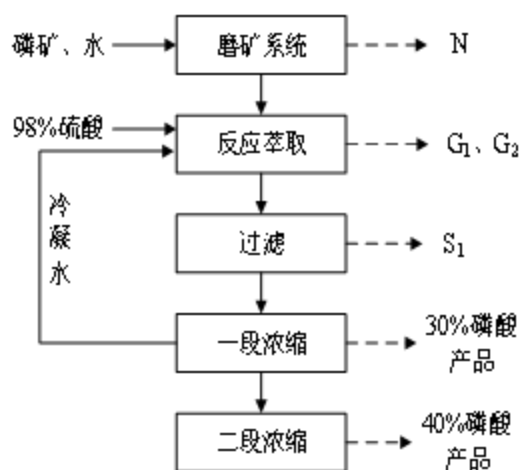 磷矿、水
磨矿系统
N
98%硫酸
反应萃取
G₁、G₂
冷
凝
水
过滤
S₁
一段浓缩
30%磷酸
产品
二段浓缩
40%磷酸
产品